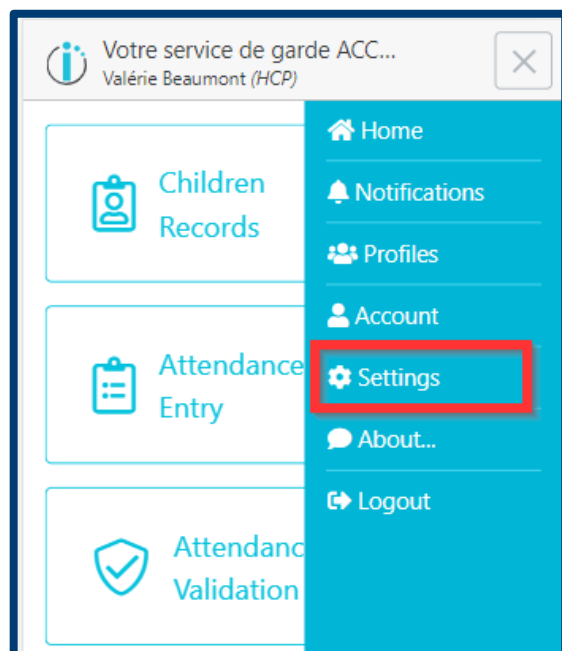 Votre service de garde ACC...
Valérie Beaumont (HCP)
Children
Records
Attendance
Entry
Attendanc
Validation
Home
Notifications
Profiles
Account
Settings
About...
Logout